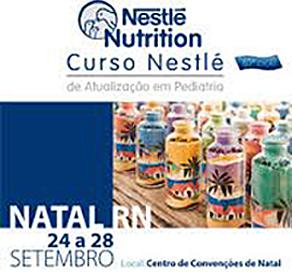 Nestlé
Nutrition
Curso Nestlé
de Atualização em Pediatria
NATAL RN
24 a 28
SETEMBRO
Local: Centro de Convenções de Natal